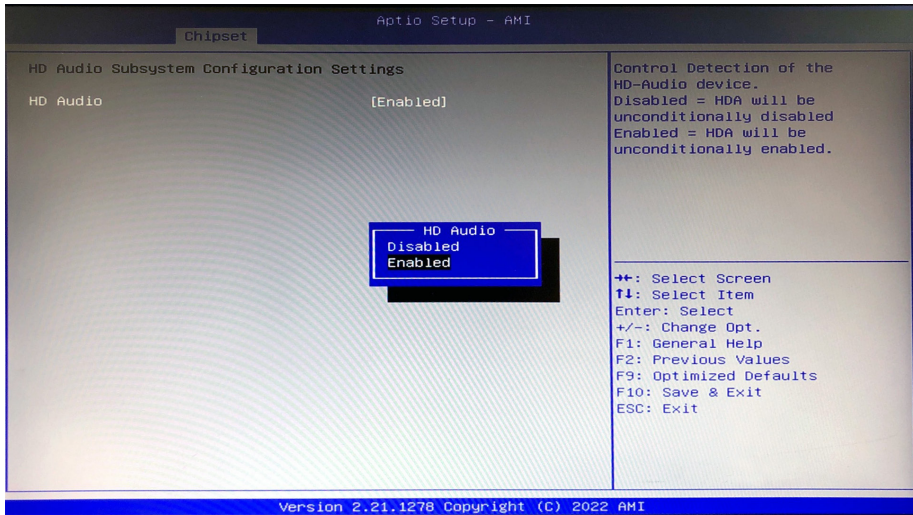 Aptio Setup - AMI
Chipset
HD Audio Subsystem Configuration Settings
HD Audio [Enabled]
Control Detection of the
HD-Audio device.
Disabled = HDA will be
unconditionally disabled
Enabled = HDA will be
unconditionally enabled.
HD Audio
Disabled
Enabled
→←: Select Screen
↑↓: Select Item
Enter: Select
+/-: Change Opt.
F1: General Help
F2: Previous Values
F9: Optimized Defaults
F10: Save & Exit
ESC: Exit
Version 2.21.1278 Copyright (C) 2022 AMI